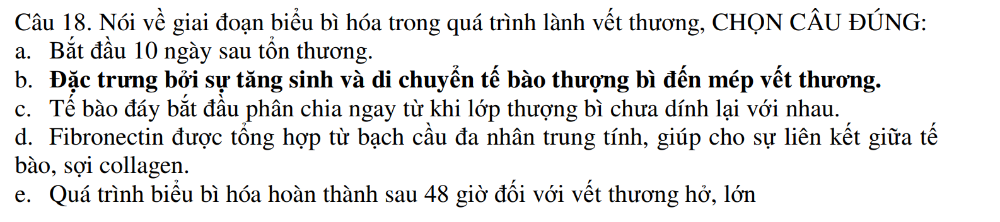 Câu 18. Nói về giai đoạn biểu bì hóa trong quá trình lành vết thương, CHỌN CÂU ĐÚNG:
a. Bắt đầu 10 ngày sau tổn thương.
b. Đặc trưng bởi sự tăng sinh và di chuyển tế bào thượng bì đến mép vết thương.
c. Tế bào đáy bắt đầu phân chia ngay từ khi lớp thượng bì chưa dính lại với nhau.
d. Fibronectin được tổng hợp từ bạch cầu đa nhân trung tính, giúp cho sự liên kết giữa tế
bào, sợi collagen.
e. Quá trình biểu bì hóa hoàn thành sau 48 giờ đối với vết thương hở, lớn